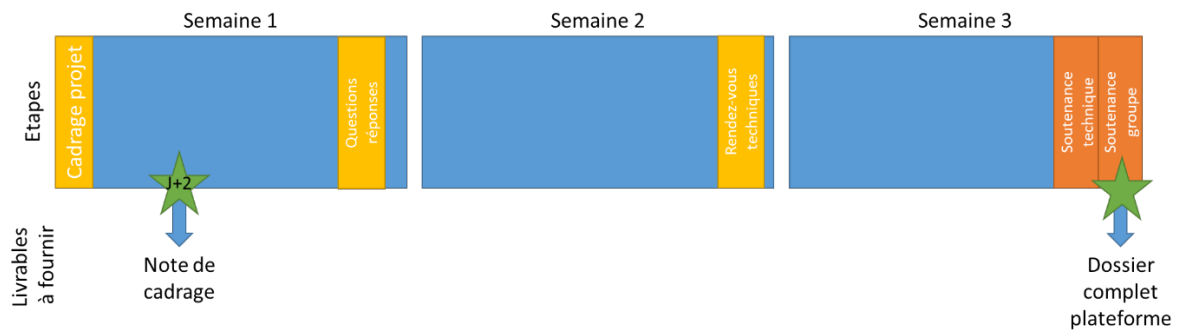 Semaine 1
Semaine 2
Semaine 3
Etapes
Cadrage projet
Questions
réponses
Rendez-vous
techniques
Soutenance
technique
Soutenance
groupe
J+2
Livrables
à fournir
Note de
cadrage
Dossier
complet
plateforme